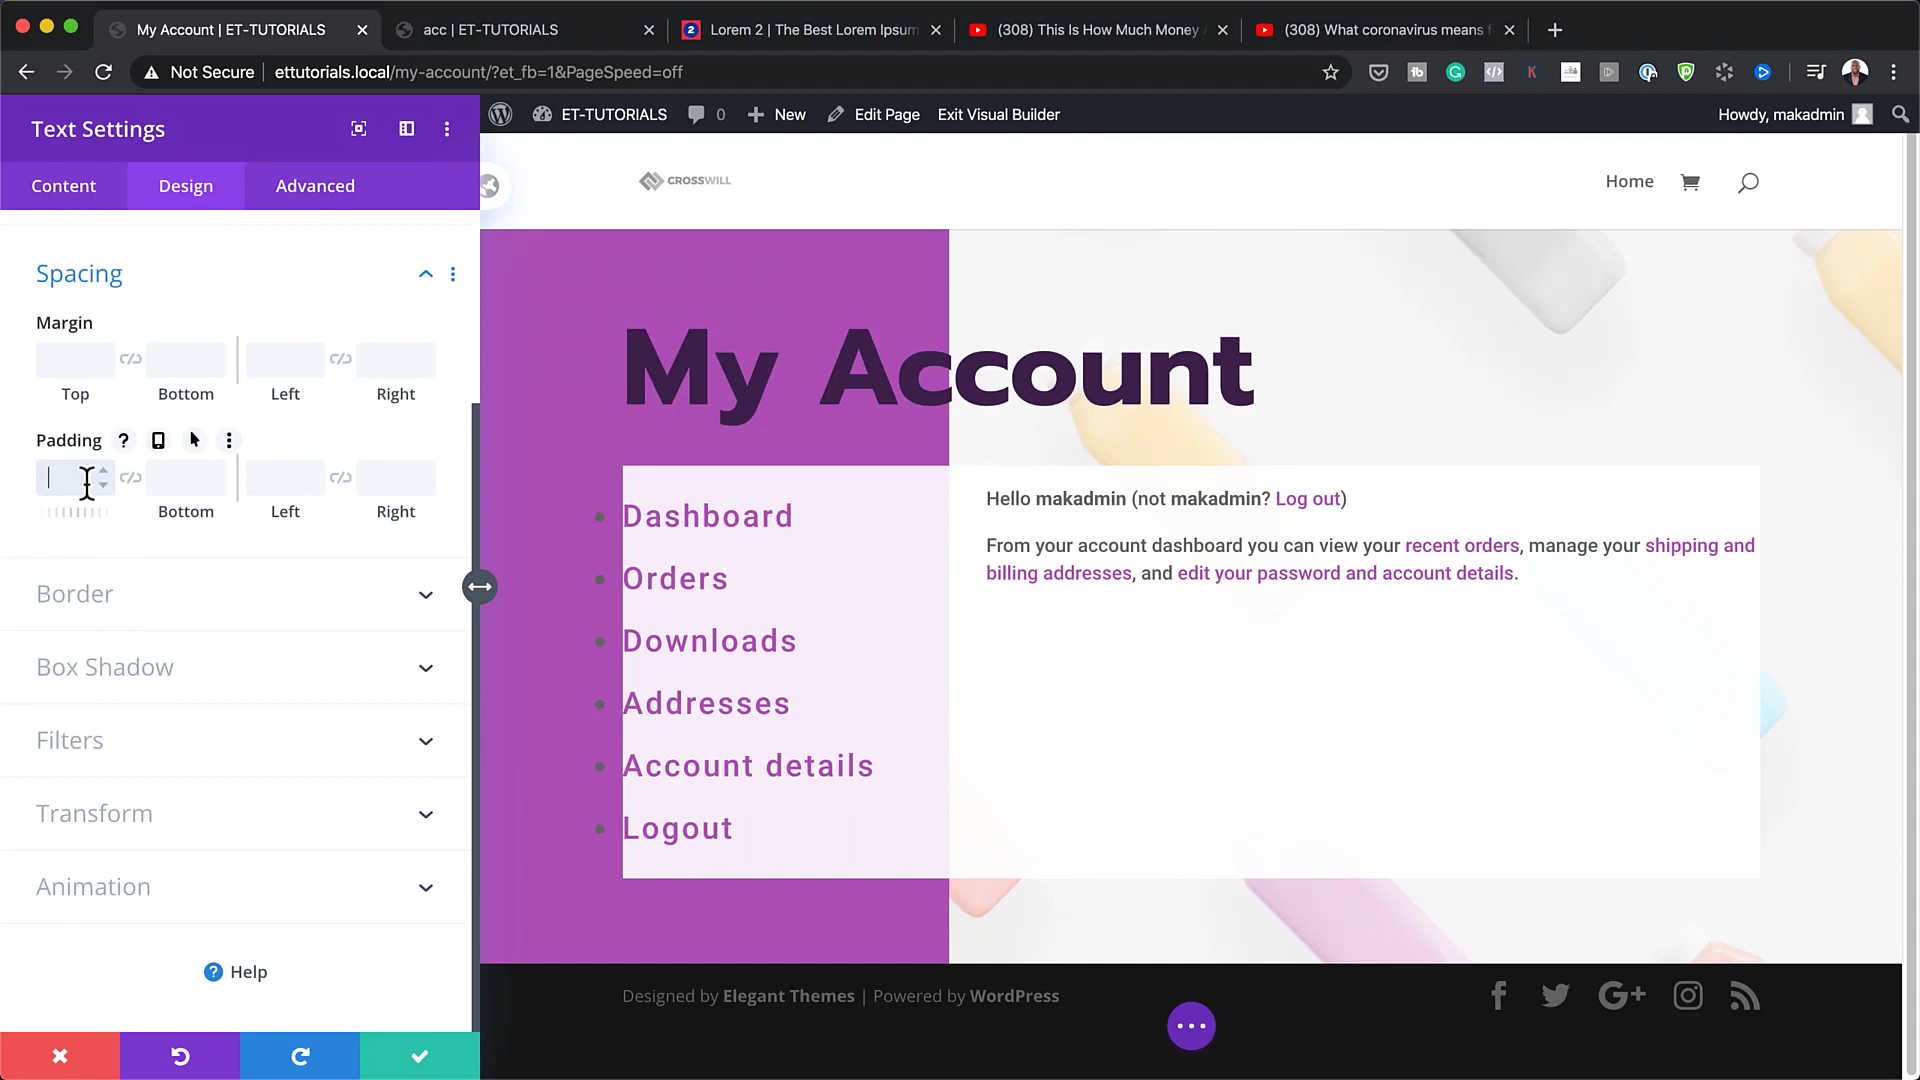 My Account | ET-TUTORIALS
acc | ET-TUTORIALS
Lorem 2 | The Best Lorem Ipsum
(308) This Is How Much Money
(308) What coronavirus means
Not Secure | ettutorials.local/my-account/?et_fb=1&PageSpeed=off
ET-TUTORIALS 0 New Edit Page Exit Visual Builder Howdy, makadmin
Text Settings
Content Design Advanced
CROSSWILL
Home
Spacing
Margin
Top Bottom Left Right
Padding
Bottom Left Right
Border
Box Shadow
Filters
Transform
Animation
Help
My Account
Dashboard
Orders
Downloads
Addresses
Account details
Logout
Hello makadmin (not makadmin? Log out)
From your account dashboard you can view your recent orders, manage your shipping and
billing addresses, and edit your password and account details.
Designed by Elegant Themes | Powered by WordPress